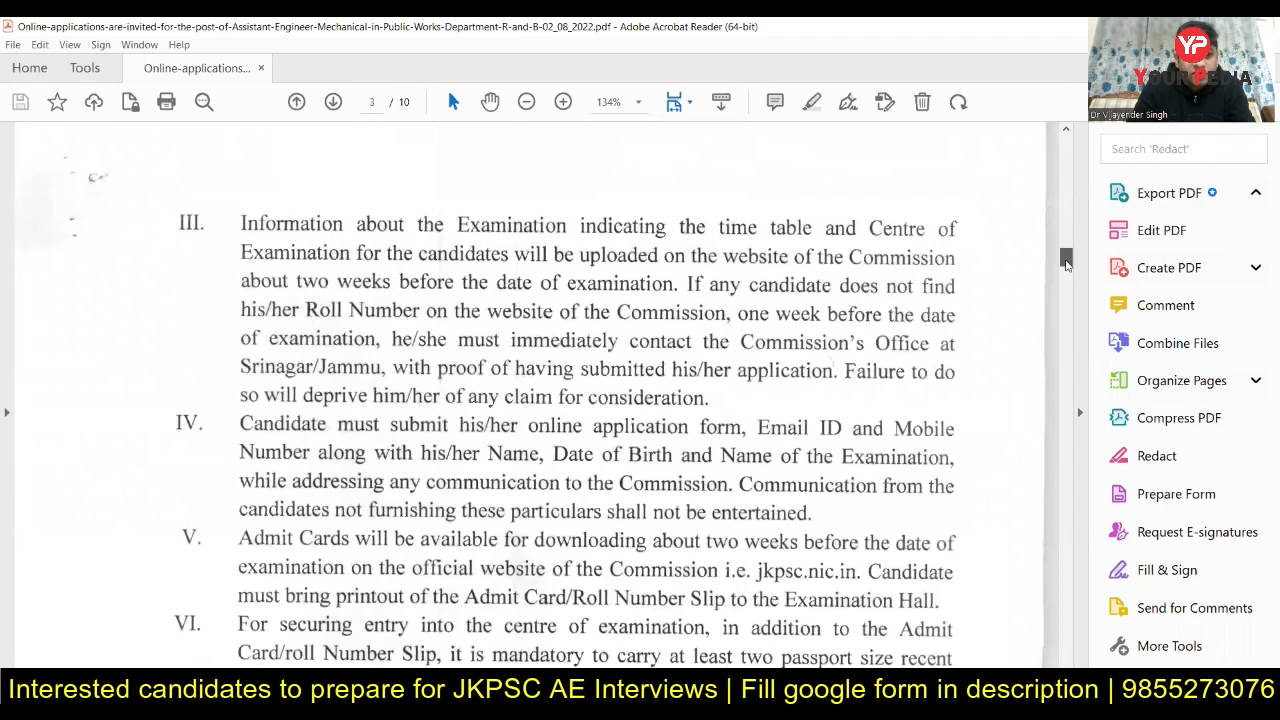 Online-applications-are-invited-for-the-post-of-Assistant-Engineer-Mechanical-in-Public-Works-Department-R-and-B-02_08_2022.pdf - Adobe Acrobat Reader (64-bit)
File Edit View Sign Window Help
Home Tools Online-applications... ×
3 / 10 134%
YP
YOUR PEDIA
Dr Vijayender Singh
Search 'Redact'
Export PDF
Edit PDF
Create PDF
Comment
Combine Files
Organize Pages
Compress PDF
Redact
Prepare Form
Request E-signatures
Fill & Sign
Send for Comments
More Tools
III. Information about the Examination indicating the time table and Centre of
Examination for the candidates will be uploaded on the website of the Commission
about two weeks before the date of examination. If any candidate does not find
his/her Roll Number on the website of the Commission, one week before the date
of examination, he/she must immediately contact the Commission's Office at
Srinagar/Jammu, with proof of having submitted his/her application. Failure to do
so will deprive him/her of any claim for consideration.
IV. Candidate must submit his/her online application form, Email ID and Mobile
Number along with his/her Name, Date of Birth and Name of the Examination,
while addressing any communication to the Commission. Communication from the
candidates not furnishing these particulars shall not be entertained.
V. Admit Cards will be available for downloading about two weeks before the date of
examination on the official website of the Commission i.e. jkpsc.nic.in. Candidate
must bring printout of the Admit Card/Roll Number Slip to the Examination Hall.
VI. For securing entry into the centre of examination, in addition to the Admit
Card/roll Number Slip, it is mandatory to carry at least two passport size recent
Interested candidates to prepare for JKPSC AE Interviews | Fill google form in description | 9855273076